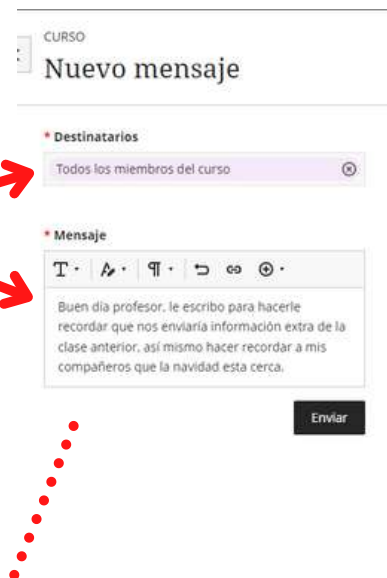 CURSO
Nuevo mensaje
* Destinatarios
Todos los miembros del curso
* Mensaje
Buen día profesor, le escribo para hacerle
recordar que nos enviaría información extra de la
clase anterior, así mismo hacer recordar a mis
compañeros que la navidad esta cerca.
Enviar